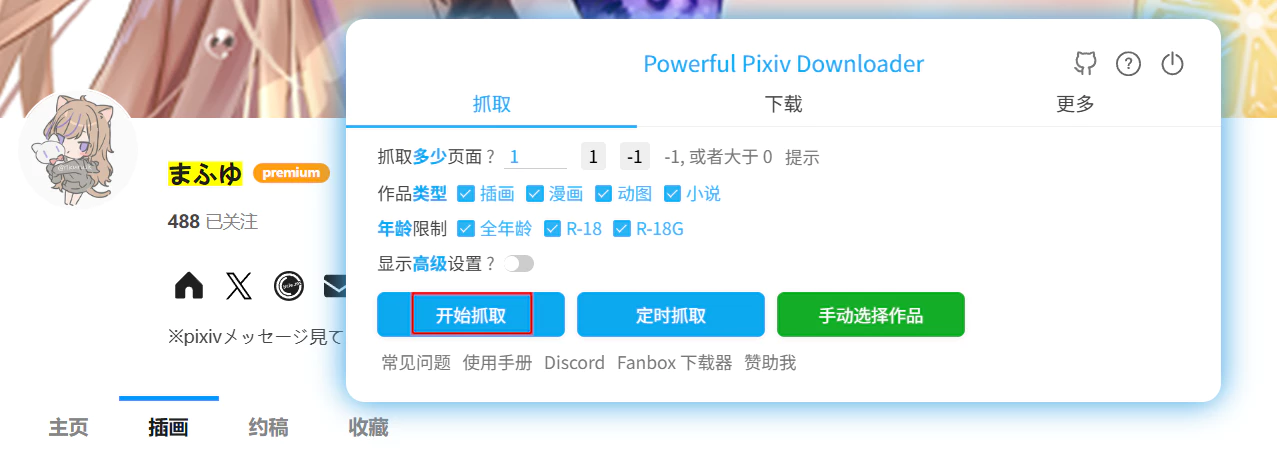 Powerful Pixiv Downloader
抓取 下载 更多
抓取多少页面？ 1 1 -1 -1, 或者大于 0 提示
作品类型 插画 漫画 动图 小说
年龄限制 全年龄 R-18 R-18G
显示高级设置？
开始抓取 定时抓取 手动选择作品
常见问题 使用手册 Discord Fanbox 下载器 赞助我
まふゆ premium
488 已关注
※pixivメッセージ見て
主页 插画 约稿 收藏